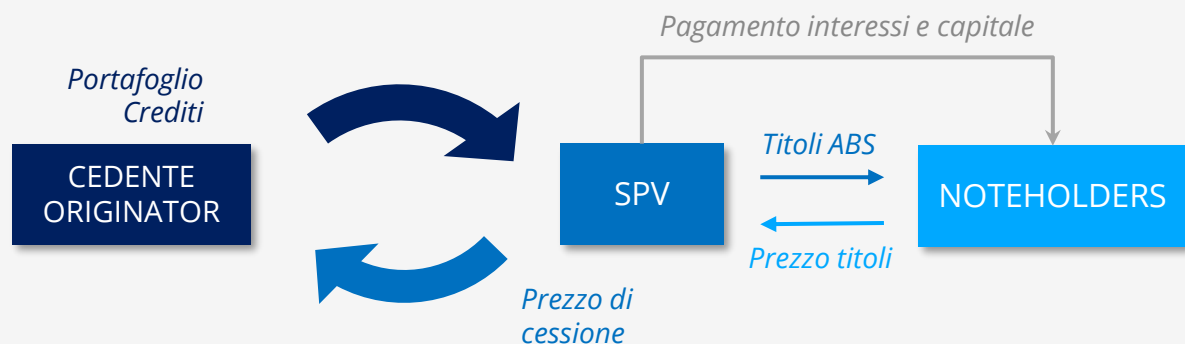 Pagamento interessi e capitale
Portafoglio
Crediti
CEDENTE
ORIGINATOR
SPV
Titoli ABS
NOTEHOLDERS
Prezzo titoli
Prezzo di
cessione